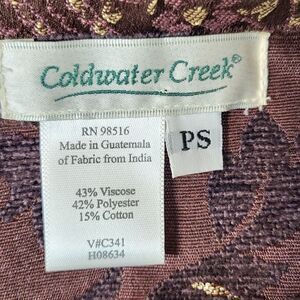 Coldwater Creek®
RN 98516
Made in Guatemala
of Fabric from India
PS
43% Viscose
42% Polyester
15% Cotton
V#C341
H08634